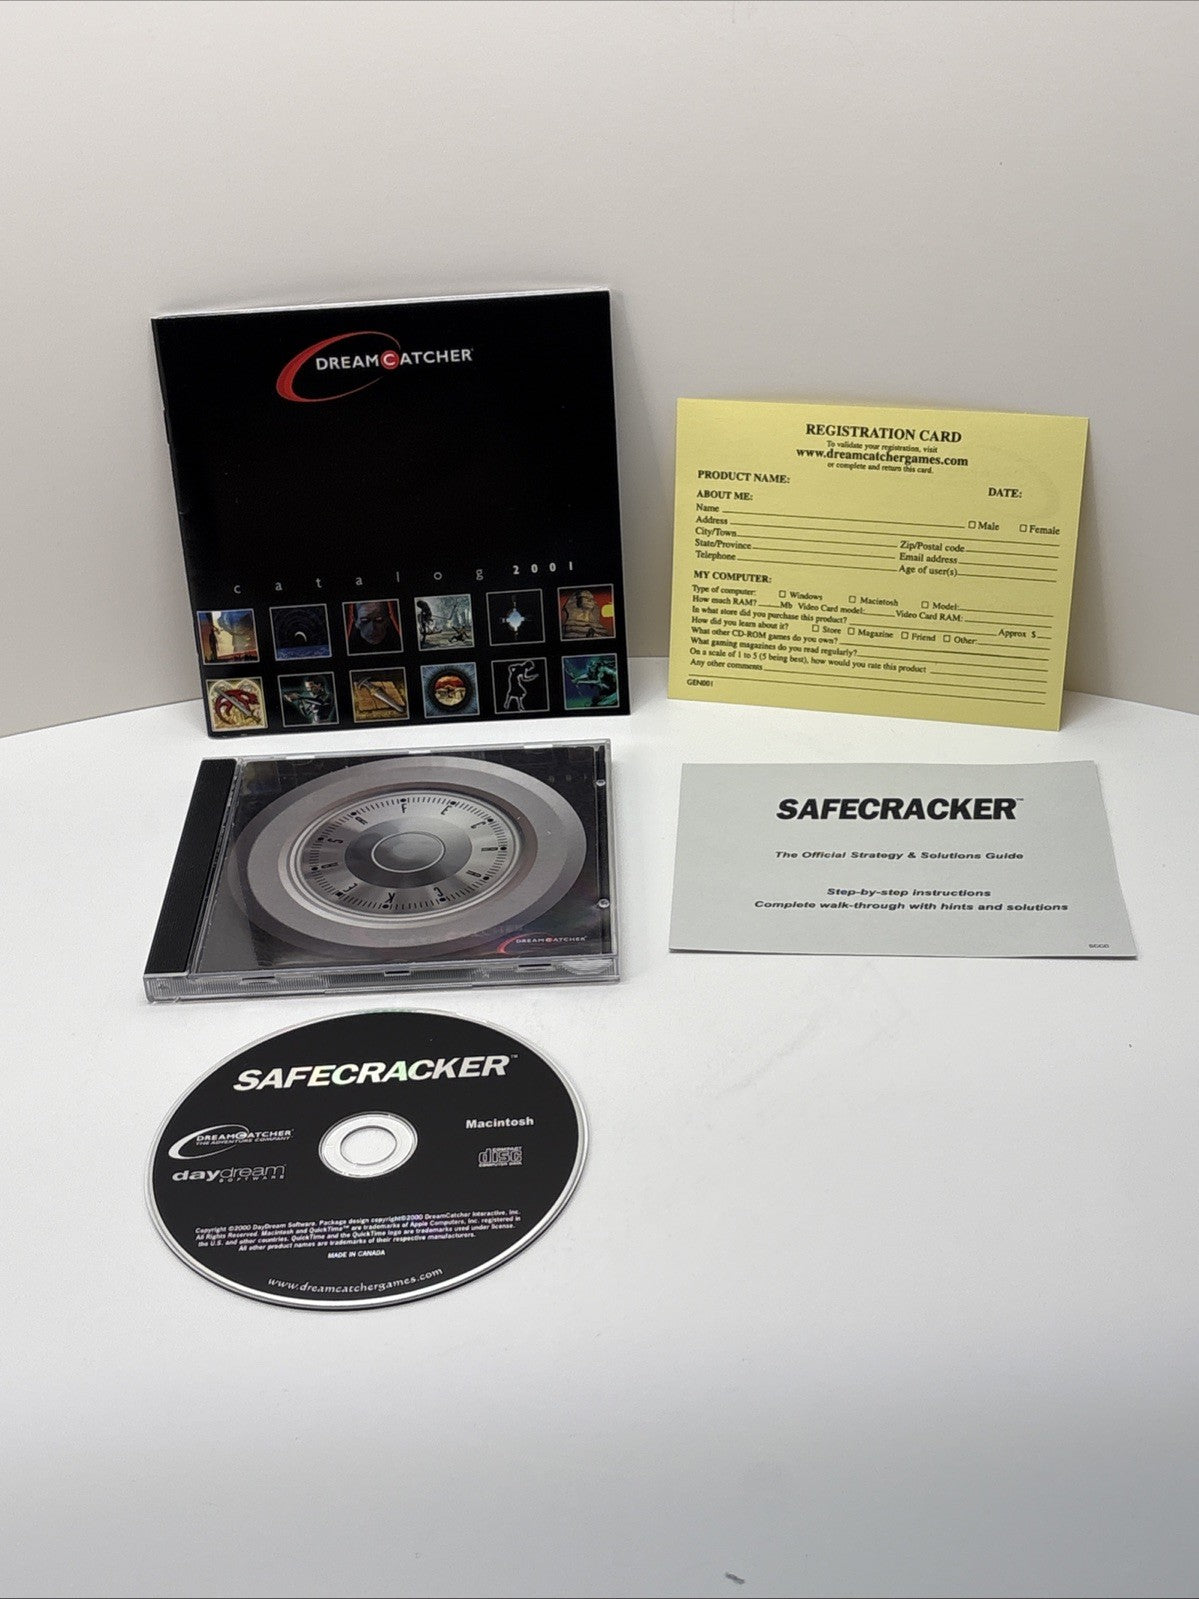 DREAMCATCHER
catalog 2001
REGISTRATION CARD
To validate your registration, visit
www.dreamcatchergames.com
or complete and return this card.
PRODUCT NAME:
DATE:
ABOUT ME:
Name
Male Female
Address
City/Town
Zip/Postal code
State/Province
Email address
Telephone
Age of user(s)
MY COMPUTER:
Type of computer: Windows Macintosh Model:
How much RAM? Mb Video Card model: Video Card RAM:
In what store did you purchase this product? Approx $
How did you learn about it? Store Magazine Friend Other:
What other CD-ROM games do you own?
What gaming magazines do you read regularly?
On a scale of 1 to 5 (5 being best), how would you rate this product
Any other comments
GEN001
SAFECRACKER
DREAMCATCHER
SAFECRACKER™
The Official Strategy & Solutions Guide
Step-by-step instructions
Complete walk-through with hints and solutions
SAFECRACKER™
Macintosh
DREAMCATCHER
THE ADVENTURE COMPANY
COMPACT
disc
COMPUTER DATA
daydream
SOFTWARE
Copyright ©2000 DayDream Software. Package design copyright©2000 DreamCatcher Interactive, Inc.
All Rights Reserved. Macintosh and QuickTime™ are trademarks of Apple Computers, Inc. registered in
the U.S. and other countries. QuickTime and the QuickTime logo are trademarks used under license.
All other product names are trademarks of their respective manufacturers.
MADE IN CANADA
www.dreamcatchergames.com